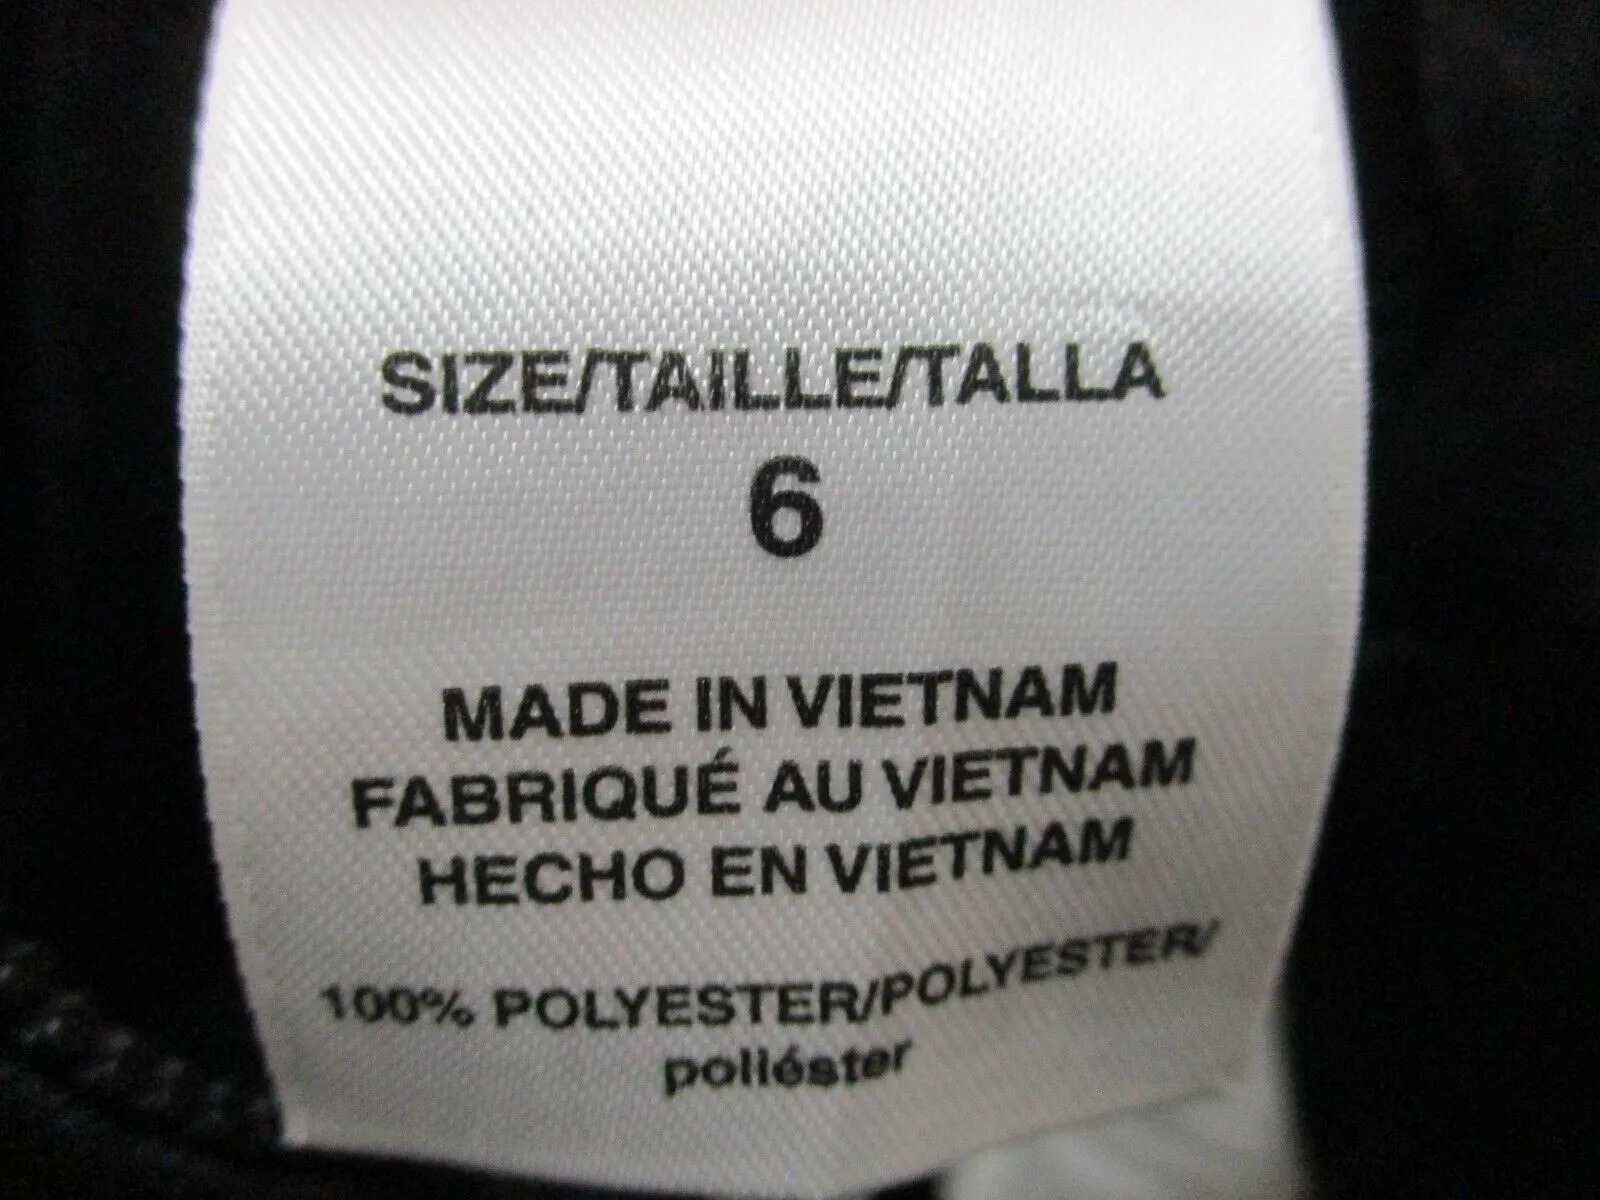 SIZE/TAILLE/TALLA
6
MADE IN VIETNAM
FABRIQUÉ AU VIETNAM
HECHO EN VIETNAM
100% POLYESTER/POLYESTER/
poliéster